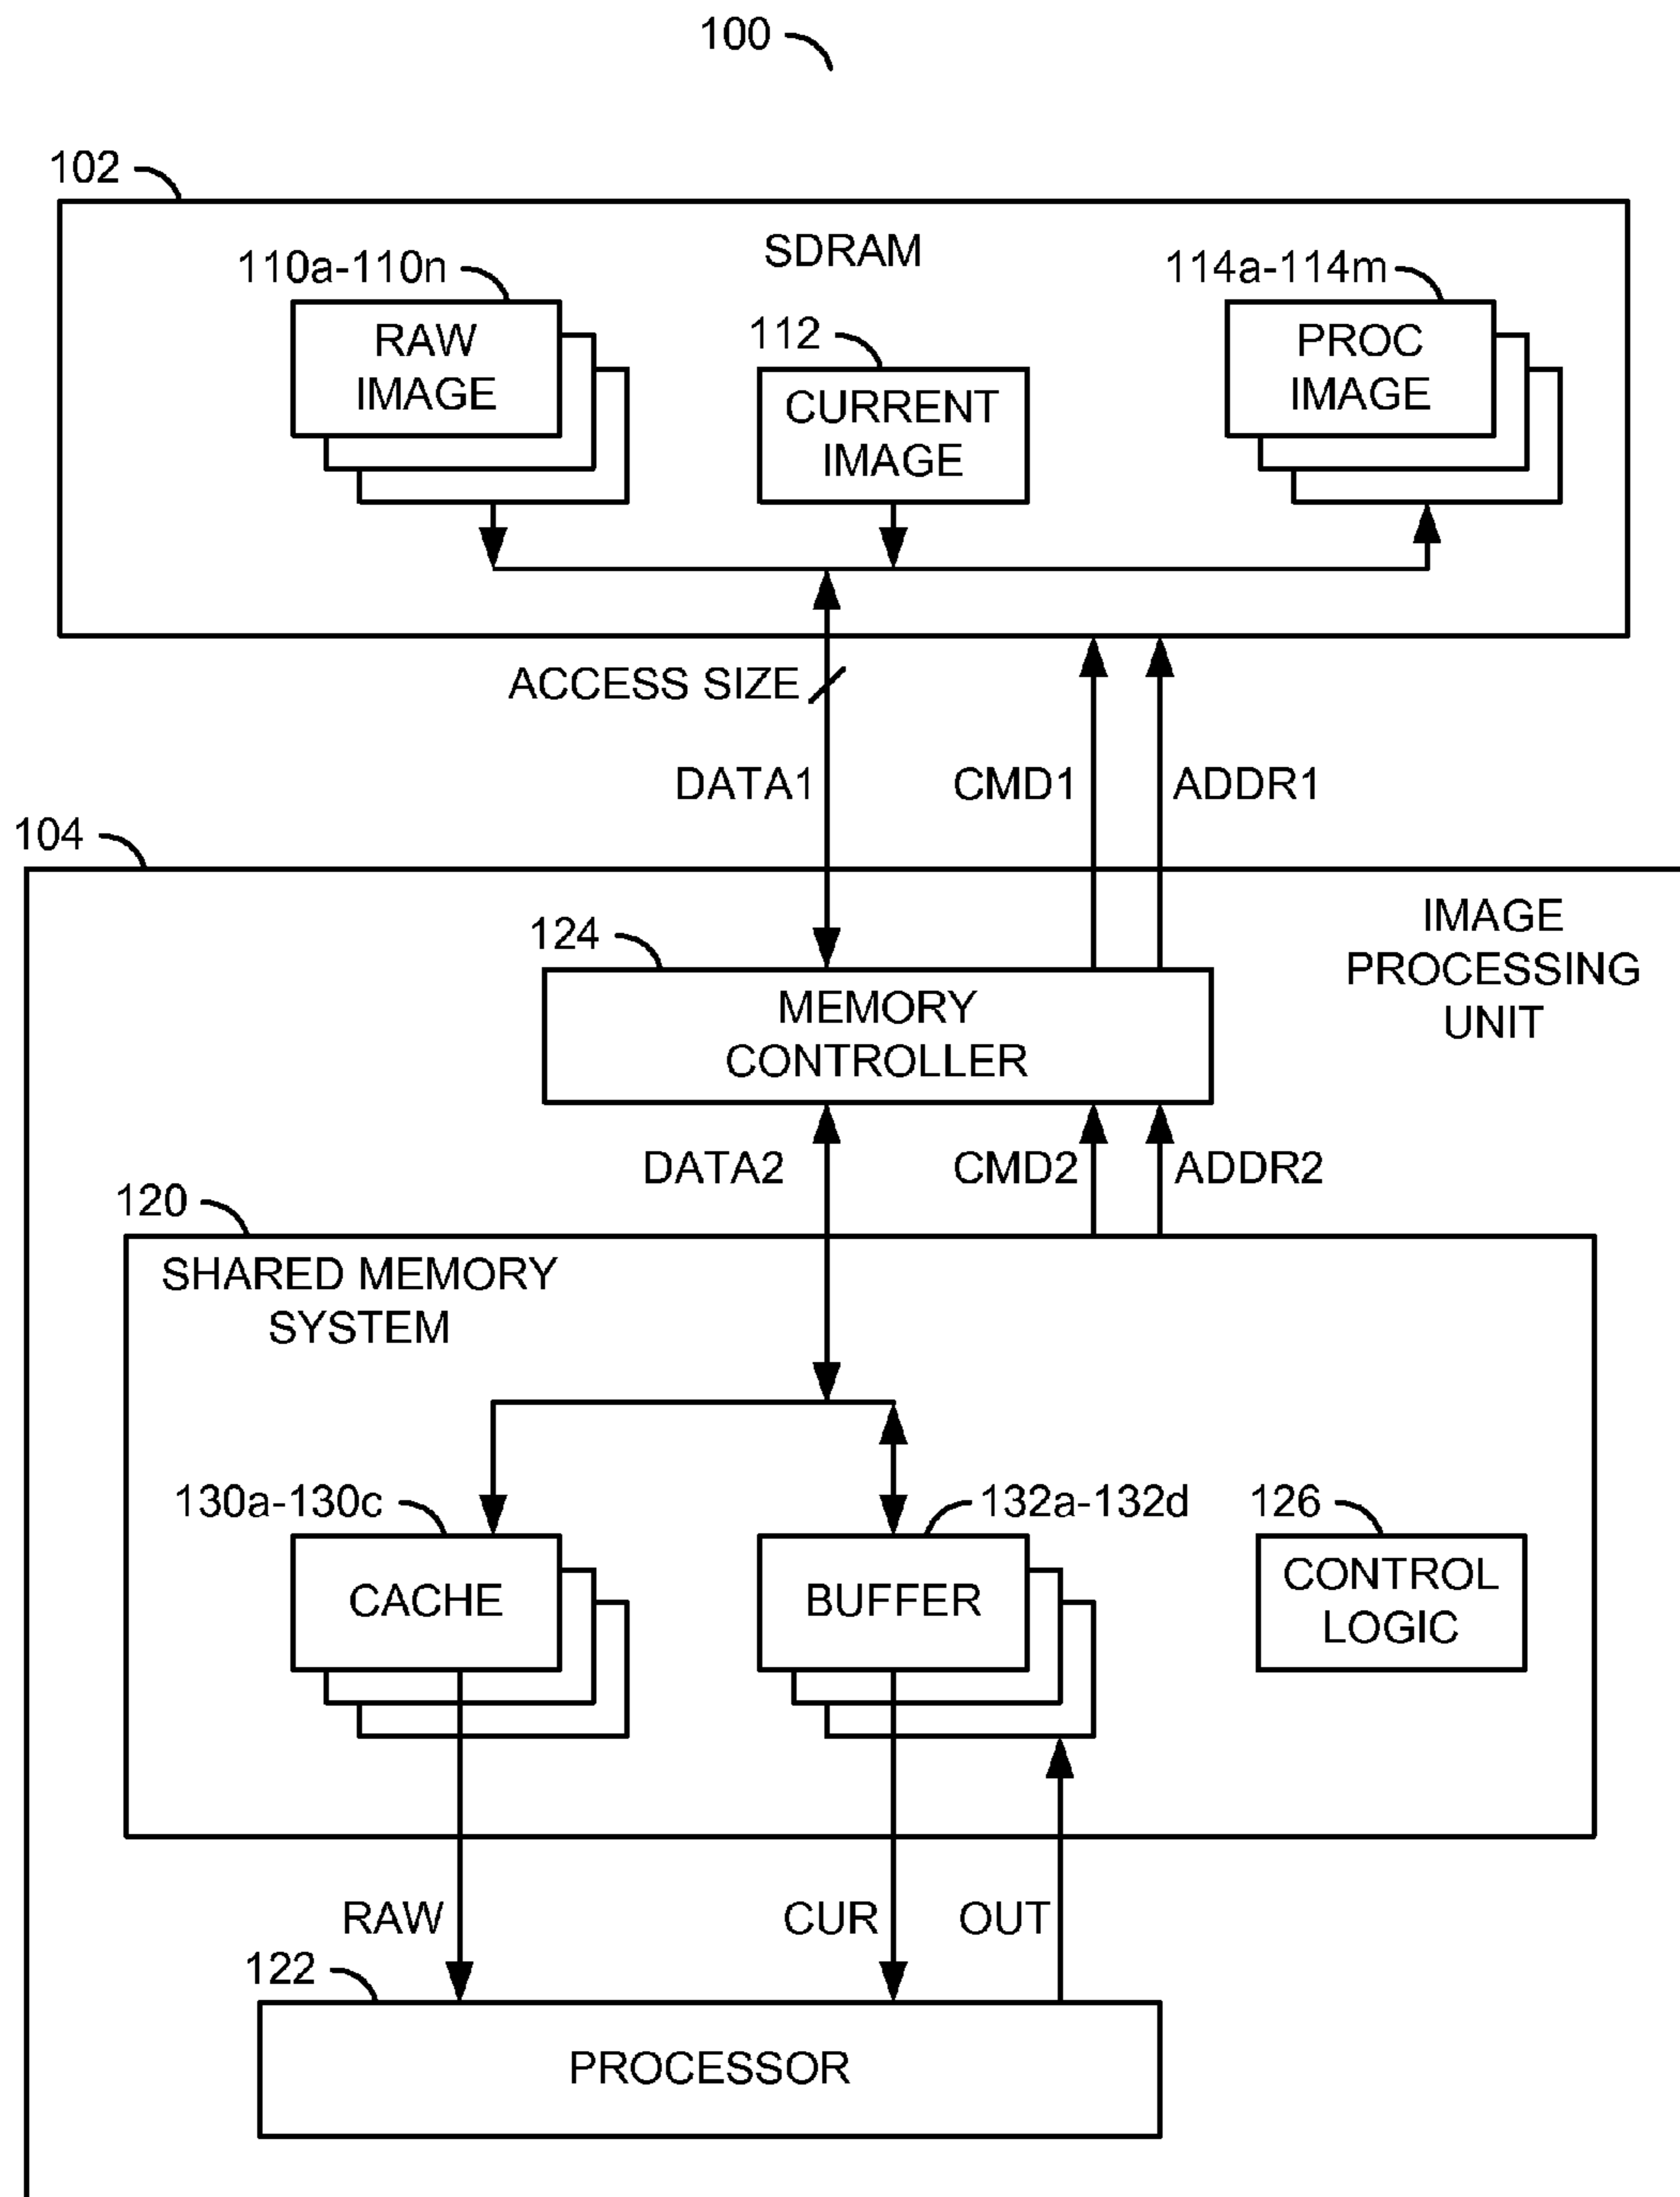 100
102
SDRAM
110a-110n
114a-114m
RAW
IMAGE
112
CURRENT
IMAGE
PROC
IMAGE
ACCESS SIZE
DATA1
CMD1
ADDR1
104
IMAGE
PROCESSING
UNIT
124
MEMORY
CONTROLLER
DATA2
CMD2
ADDR2
120
SHARED MEMORY
SYSTEM
130a-130c
132a-132d
126
CACHE
BUFFER
CONTROL
LOGIC
RAW
CUR
OUT
122
PROCESSOR